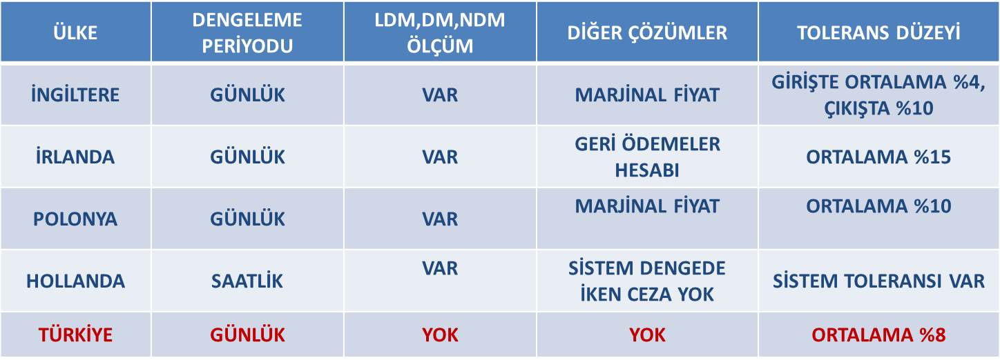 ÜLKE
DENGELEME
PERİYODU
LDM,DM,NDM
ÖLÇÜM
DİĞER ÇÖZÜMLER
TOLERANS DÜZEYİ
İNGİLTERE
GÜNLÜK
VAR
MARJİNAL FİYAT
GİRİŞTE ORTALAMA %4,
ÇIKIŞTA %10
İRLANDA
GÜNLÜK
VAR
GERİ ÖDEMELER
HESABI
ORTALAMA %15
POLONYA
GÜNLÜK
VAR
MARJİNAL FİYAT
ORTALAMA %10
HOLLANDA
SAATLİK
VAR
SİSTEM DENGEDE
İKEN CEZA YOK
SİSTEM TOLERANSI VAR
TÜRKİYE
GÜNLÜK
YOK
YOK
ORTALAMA %8